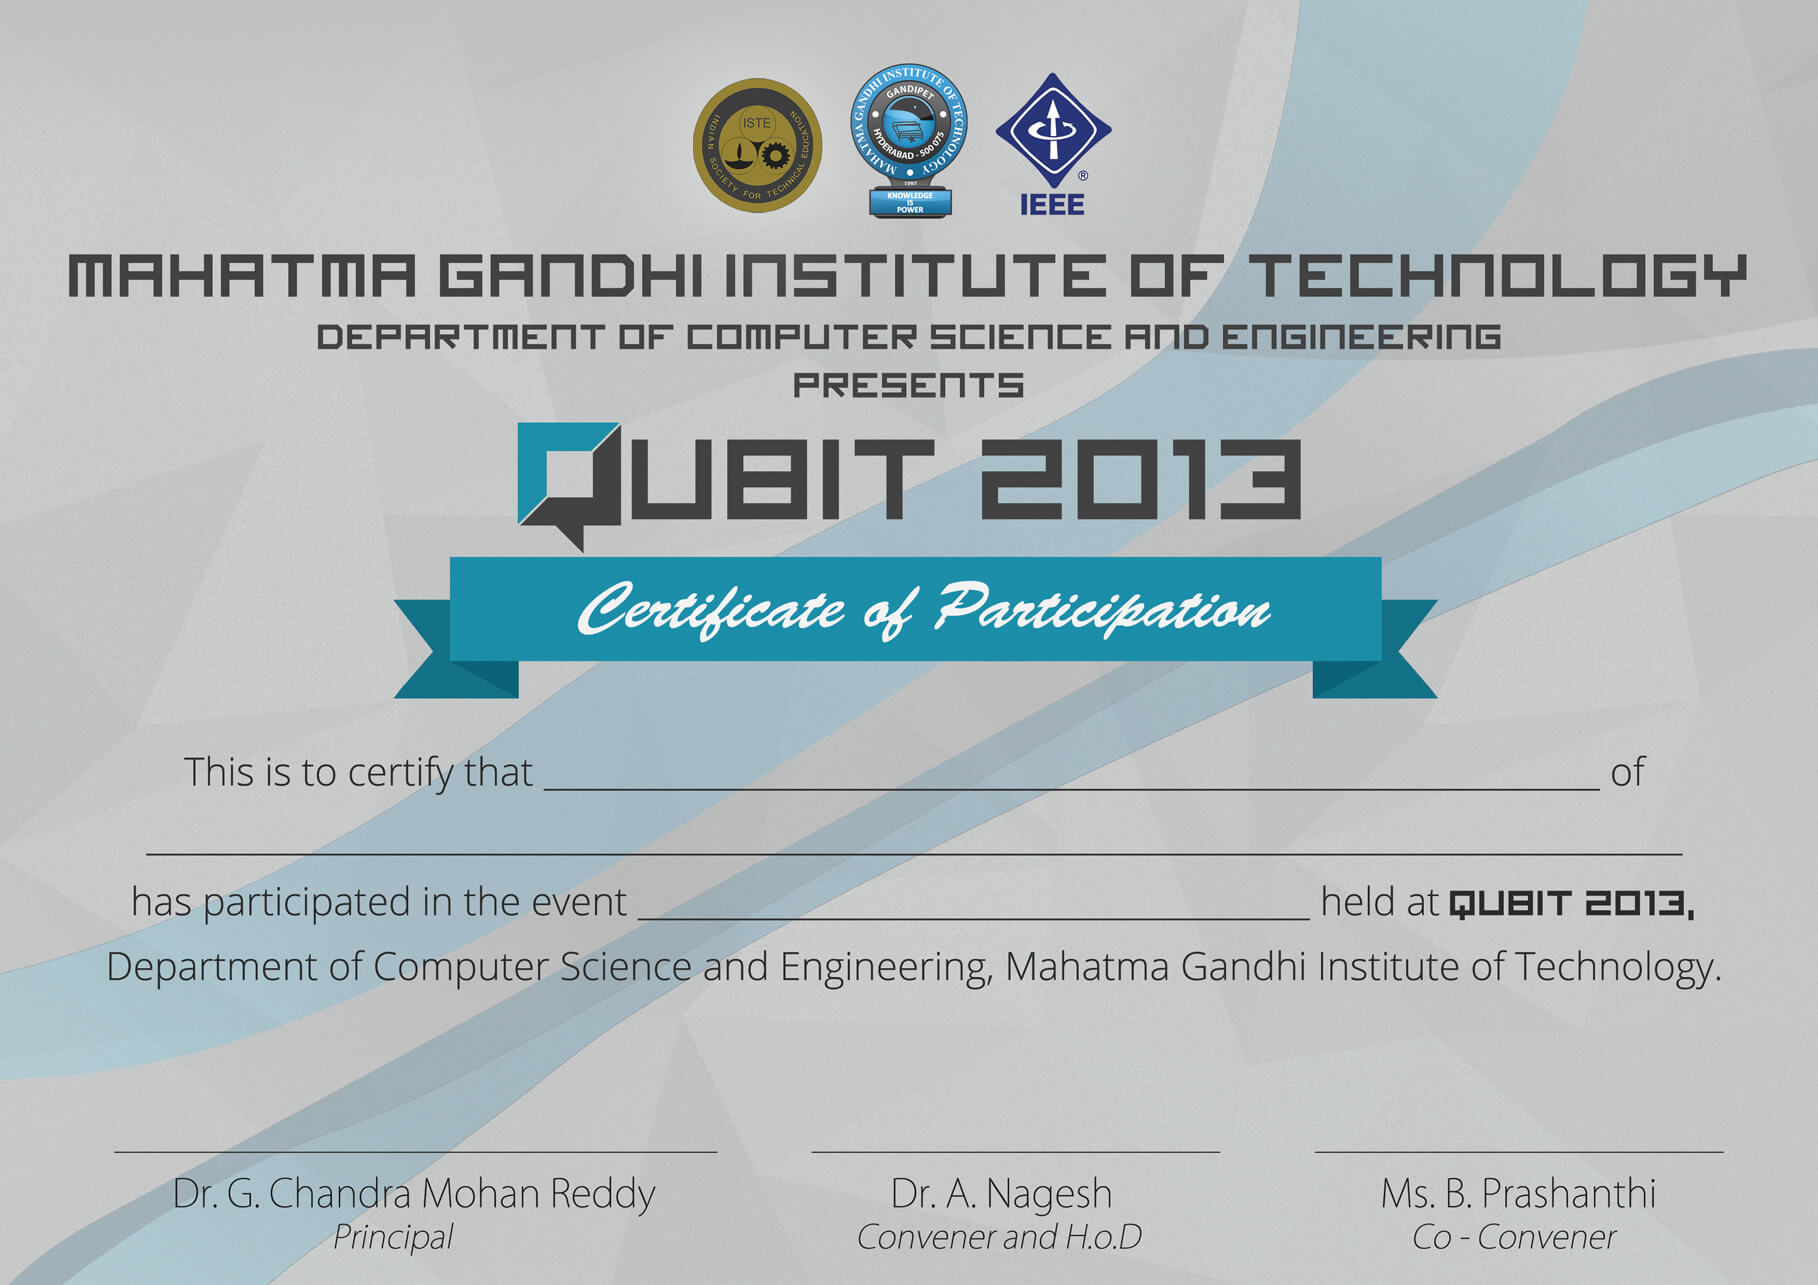 ISTE
INDIAN SOCIETY FOR TECHNICAL EDUCATION
MAHATMA GANDHI INSTITUTE OF TECHNOLOGY
GANDIPET
HYDERABAD - 500 075
1997
KNOWLEDGE
IS
POWER
®
IEEE
MAHATMA GANDHI INSTITUTE OF TECHNOLOGY
DEPARTMENT OF COMPUTER SCIENCE AND ENGINEERING
PRESENTS
QUBIT 2013
Certificate of Participation
This is to certify that ______ of
______
has participated in the event ______ held at QUBIT 2013,
Department of Computer Science and Engineering, Mahatma Gandhi Institute of Technology.
Dr. G. Chandra Mohan Reddy
Principal
Dr. A. Nagesh
Convener and H.o.D
Ms. B. Prashanthi
Co - Convener